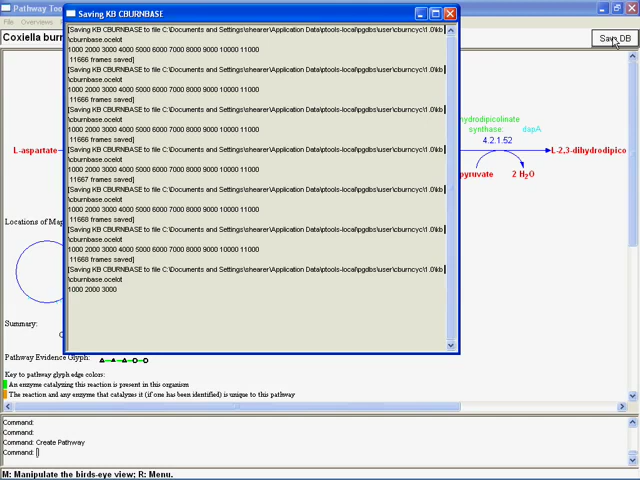 Pathway Too
File Overviews
Coxiella bur
Save DB
Saving KB CBURNBASE
[Saving KB CBURNBASE to file C:\Documents and Settings\shearer\Application Data\ptools-local\pgdbs\user\cburncyc\1.0\kb
\cburnbase.ocelot
1000 2000 3000 4000 5000 6000 7000 8000 9000 10000 11000
11666 frames saved]
[Saving KB CBURNBASE to file C:\Documents and Settings\shearer\Application Data\ptools-local\pgdbs\user\cburncyc\1.0\kb
\cburnbase.ocelot
1000 2000 3000 4000 5000 6000 7000 8000 9000 10000 11000
11666 frames saved]
[Saving KB CBURNBASE to file C:\Documents and Settings\shearer\Application Data\ptools-local\pgdbs\user\cburncyc\1.0\kb
\cburnbase.ocelot
1000 2000 3000 4000 5000 6000 7000 8000 9000 10000 11000
11666 frames saved]
[Saving KB CBURNBASE to file C:\Documents and Settings\shearer\Application Data\ptools-local\pgdbs\user\cburncyc\1.0\kb
\cburnbase.ocelot
1000 2000 3000 4000 5000 6000 7000 8000 9000 10000 11000
11667 frames saved]
[Saving KB CBURNBASE to file C:\Documents and Settings\shearer\Application Data\ptools-local\pgdbs\user\cburncyc\1.0\kb
\cburnbase.ocelot
1000 2000 3000 4000 5000 6000 7000 8000 9000 10000 11000
11668 frames saved]
[Saving KB CBURNBASE to file C:\Documents and Settings\shearer\Application Data\ptools-local\pgdbs\user\cburncyc\1.0\kb
\cburnbase.ocelot
1000 2000 3000 4000 5000 6000 7000 8000 9000 10000 11000
11668 frames saved]
[Saving KB CBURNBASE to file C:\Documents and Settings\shearer\Application Data\ptools-local\pgdbs\user\cburncyc\1.0\kb
\cburnbase.ocelot
1000 2000 3000
ydrodipicolinate
synthase dapA
4.2.1.52
L-aspartate
L-2,3-dihydrodipico
pyruvate 2 H₂O
Locations of Map
Summary:
Pathway Evidence Glyph:
Key to pathway glyph edge colors:
An enzyme catalyzing this reaction is present in this organism
The reaction and any enzyme that catalyzes it (if one has been identified) is unique to this pathway
Command:
Command:
Command: Create Pathway
Command:
M: Manipulate the birds-eye view; R: Menu.